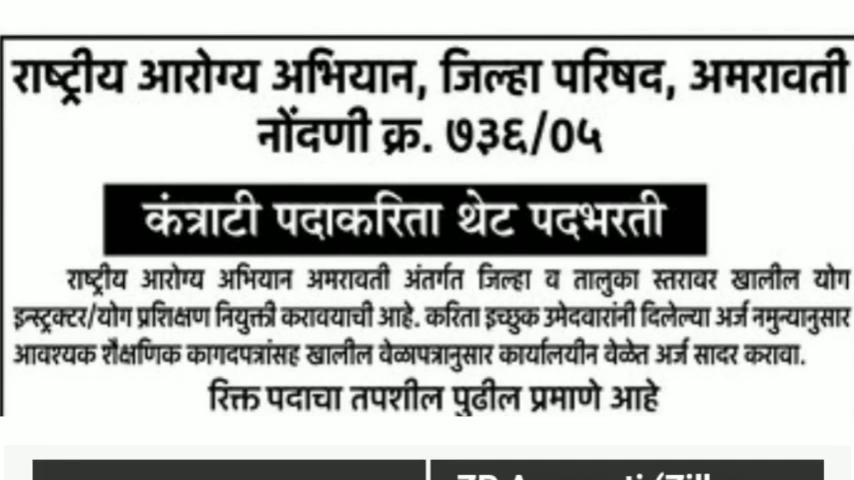 राष्ट्रीय आरोग्य अभियान, जिल्हा परिषद, अमरावती
नोंदणी क्र. ७३६/०५
कंत्राटी पदाकरिता थेट पदभरती
राष्ट्रीय आरोग्य अभियान अमरावती अंतर्गत जिल्हा व तालुका स्तरावर खालील योग
इन्स्ट्रक्टर/योग प्रशिक्षण नियुक्ती करावयाची आहे. करिता इच्छुक उमेदवारांनी दिलेल्या अर्ज नमुन्यानुसार
आवश्यक शैक्षणिक कागदपत्रांसह खालील वेळापत्रानुसार कार्यालयीन वेळेत अर्ज सादर करावा.
रिक्त पदाचा तपशील पुढील प्रमाणे आहे